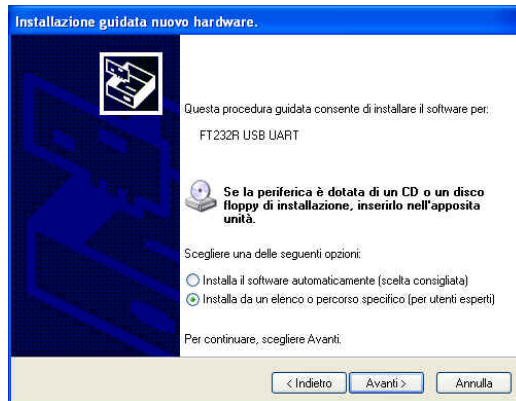 Installazione guidata nuovo hardware.
Questa procedura guidata consente di installare il software per:
FT232R USB UART
Se la periferica è dotata di un CD o un disco
floppy di installazione, inserirlo nell'apposita
unità.
Scegliere una delle seguenti opzioni:
Installa il software automaticamente (scelta consigliata)
Installa da un elenco o percorso specifico (per utenti esperti)
Per continuare, scegliere Avanti.
< Indietro
Avanti >
Annulla